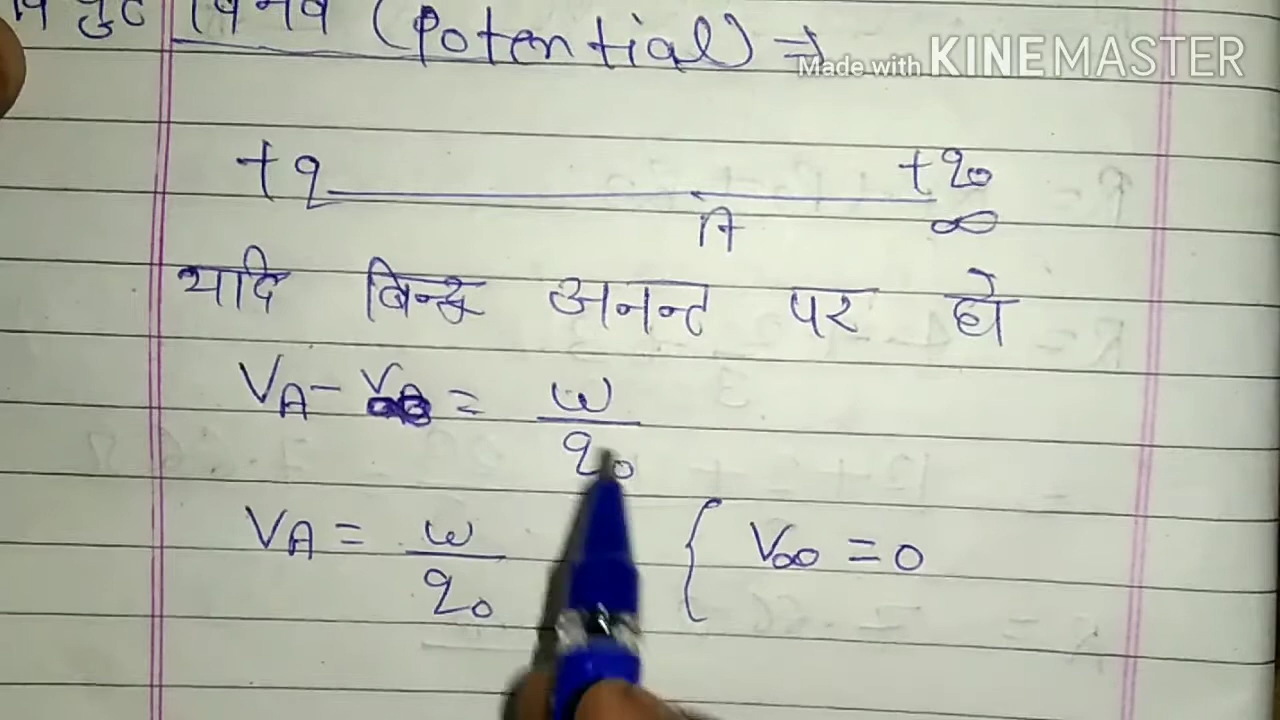 विभव (Potential) ⇒
Made with KINEMASTER
+q +q₀
A ∞
यदि बिन्दु अनन्त पर हो
V_A - V_∞ = w/q₀
V_A = w/q₀ { V_∞ = 0